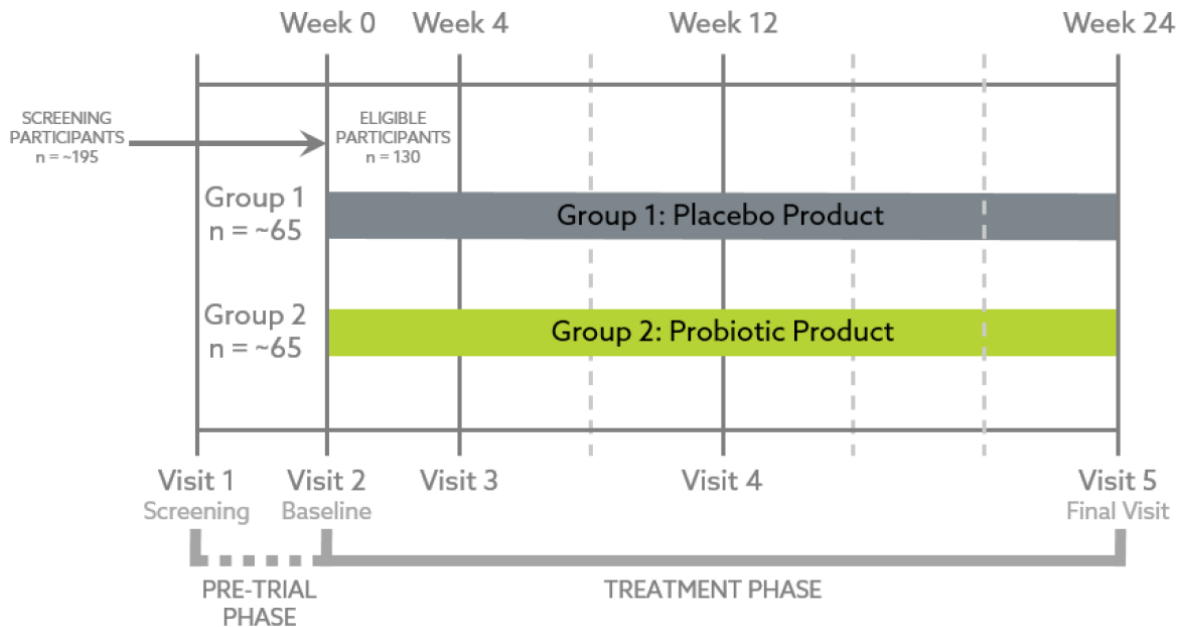 Week 0
Week 4
Week 12
Week 24
SCREENING
PARTICIPANTS
n = ~195
ELIGIBLE
PARTICIPANTS
n = 130
Group 1
n = ~65
Group 1: Placebo Product
Group 2
n = ~65
Group 2: Probiotic Product
Visit 1
Screening
Visit 2
Baseline
Visit 3
Visit 4
Visit 5
Final Visit
PRE-TRIAL
PHASE
TREATMENT PHASE